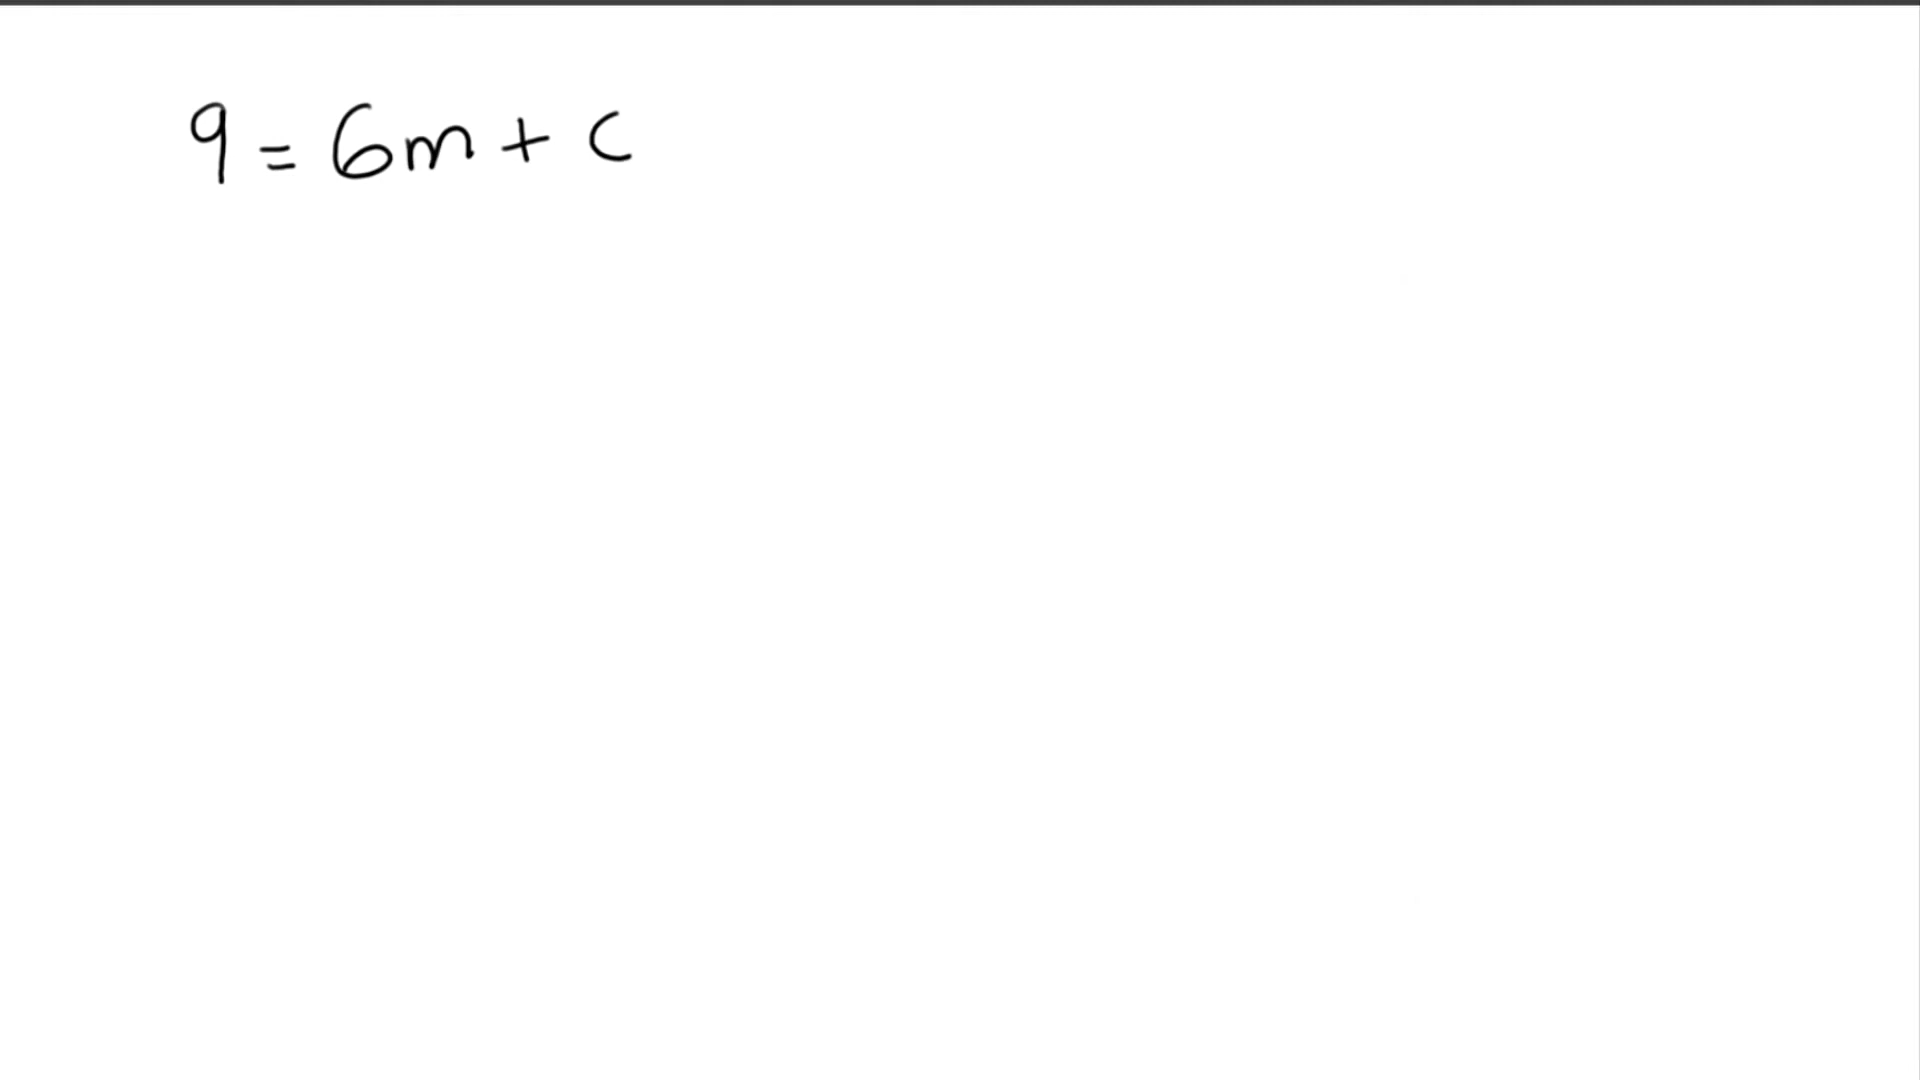 9 = 6m + c